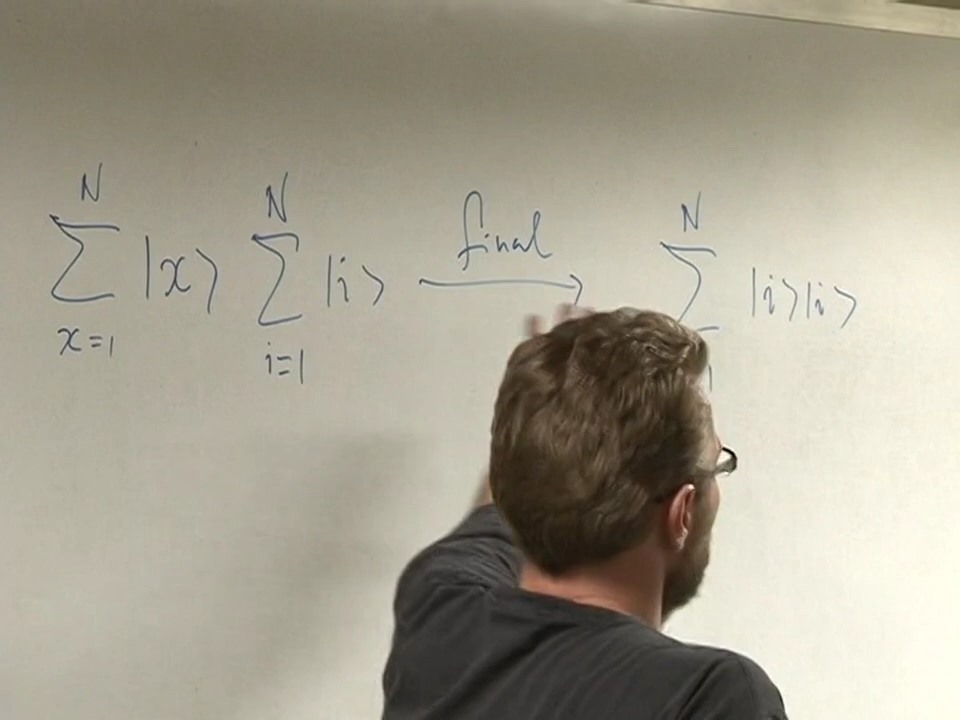 N N final N
∑ |x⟩ ∑ |i⟩ ⟶ ∑ |i⟩|i⟩
x=1 i=1